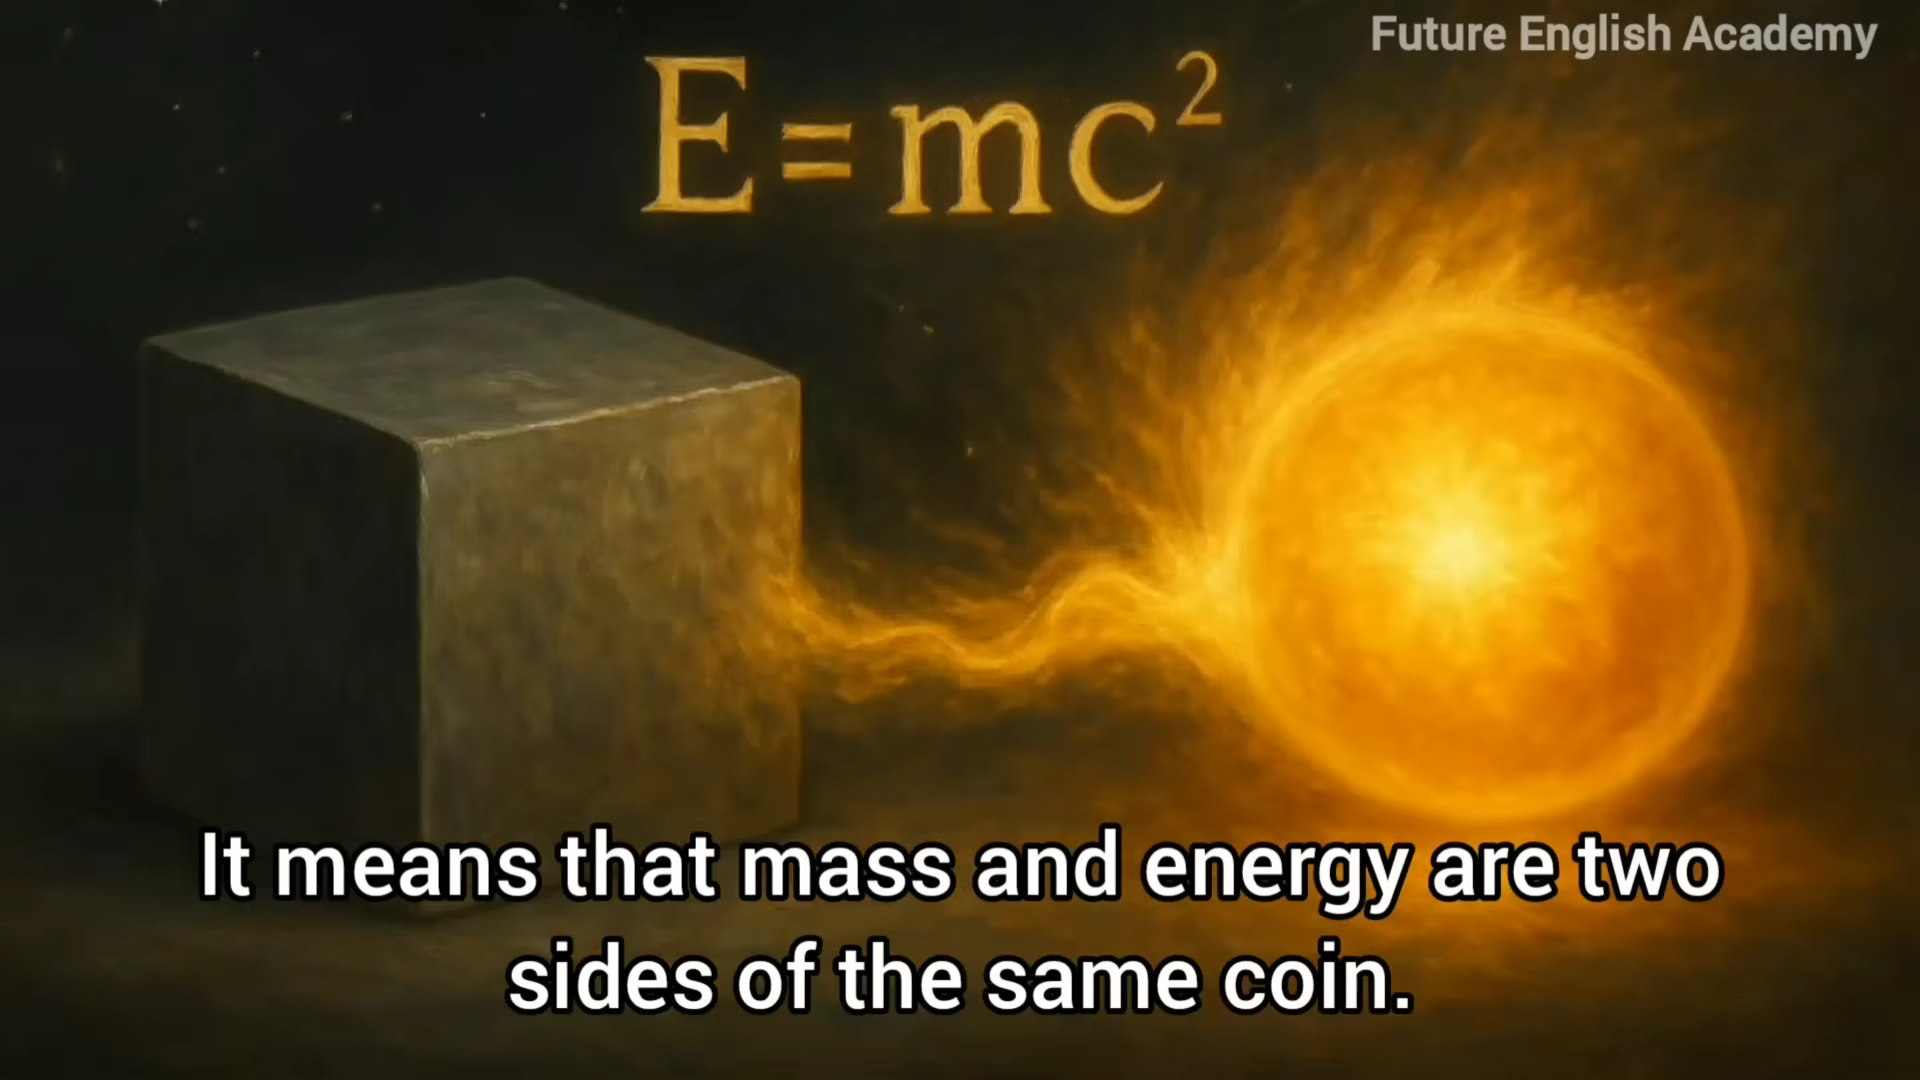 Future English Academy
E=mc²
It means that mass and energy are two
sides of the same coin.